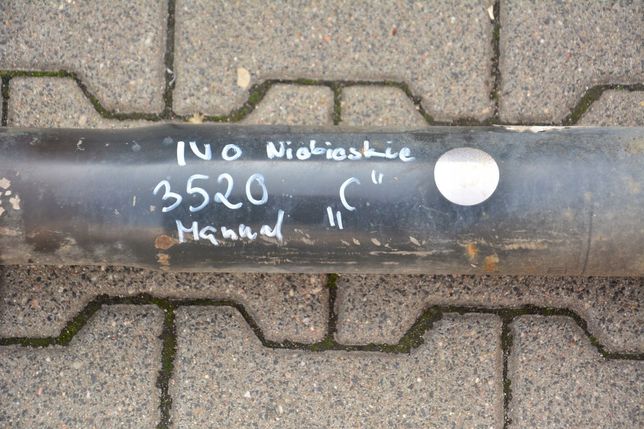 IVO Niebieskie
3520 „C”
Manual